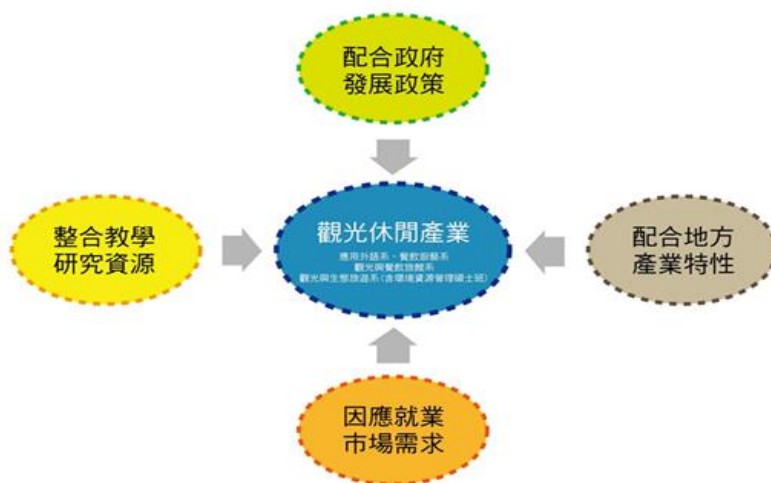 配合政府
發展政策
整合教學
研究資源
觀光休閒產業
應用外語系、餐飲廚藝系
觀光與餐飲旅館系
觀光與生態旅遊系(含環境資源管理碩士班)
配合地方
產業特性
因應就業
市場需求